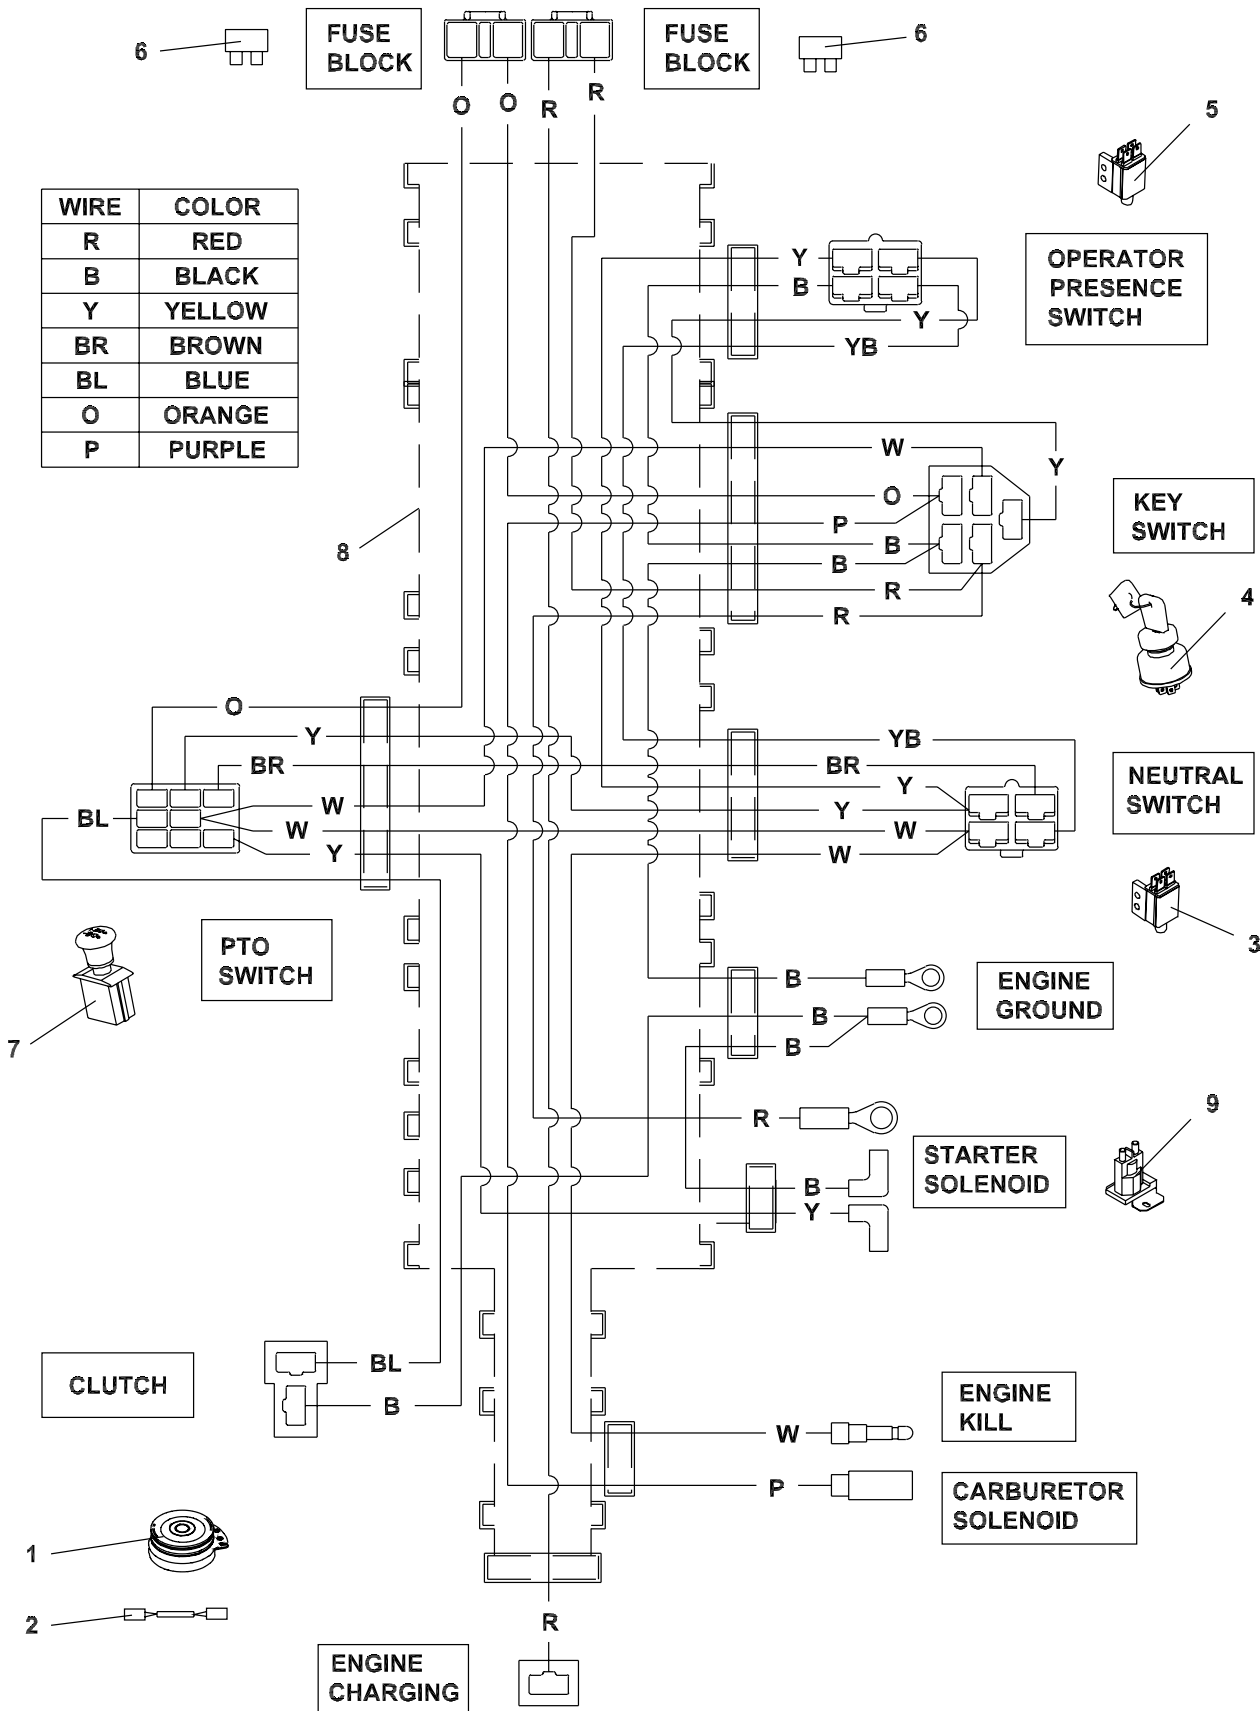 6
FUSE
BLOCK
FUSE
BLOCK
6
O
O
R
R
5
WIRE COLOR
R RED
B BLACK
Y YELLOW
BR BROWN
BL BLUE
O ORANGE
P PURPLE
Y
B
Y
YB
OPERATOR
PRESENCE
SWITCH
W
Y
O
P
B
B
R
R
KEY
SWITCH
8
4
O
Y
BR
W
BL
W
Y
YB
BR
Y
Y
W
W
NEUTRAL
SWITCH
3
PTO
SWITCH
7
B
B
B
ENGINE
GROUND
R
9
STARTER
SOLENOID
B
Y
CLUTCH
BL
B
ENGINE
KILL
W
P
CARBURETOR
SOLENOID
1
2
R
ENGINE
CHARGING